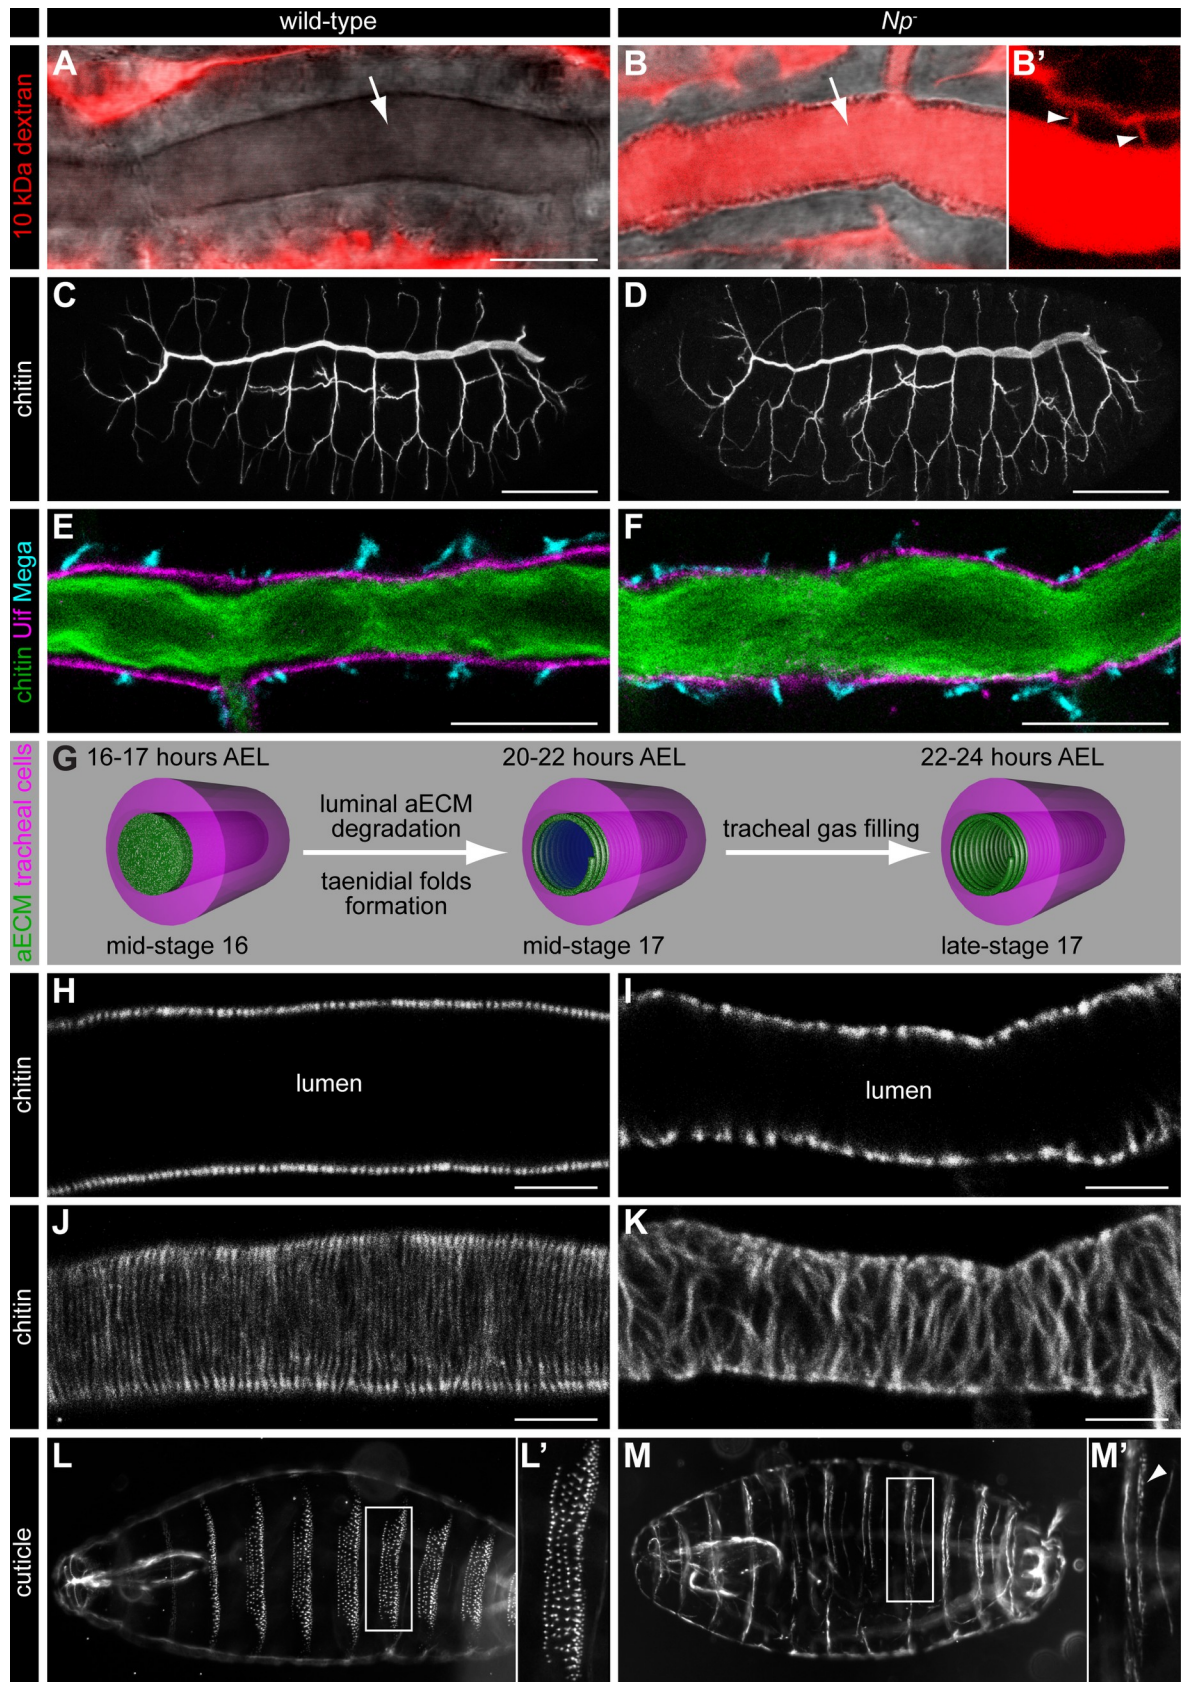 wild-type
Np-
10 kDa dextran
A
B
B’
chitin
C
D
chitin Uif Mega
E
F
aECM tracheal cells
G
16-17 hours AEL
20-22 hours AEL
22-24 hours AEL
luminal aECM
degradation
tracheal gas filling
taenidial folds
formation
mid-stage 16
mid-stage 17
late-stage 17
chitin
H
lumen
I
lumen
chitin
J
K
cuticle
L
L’
M
M’